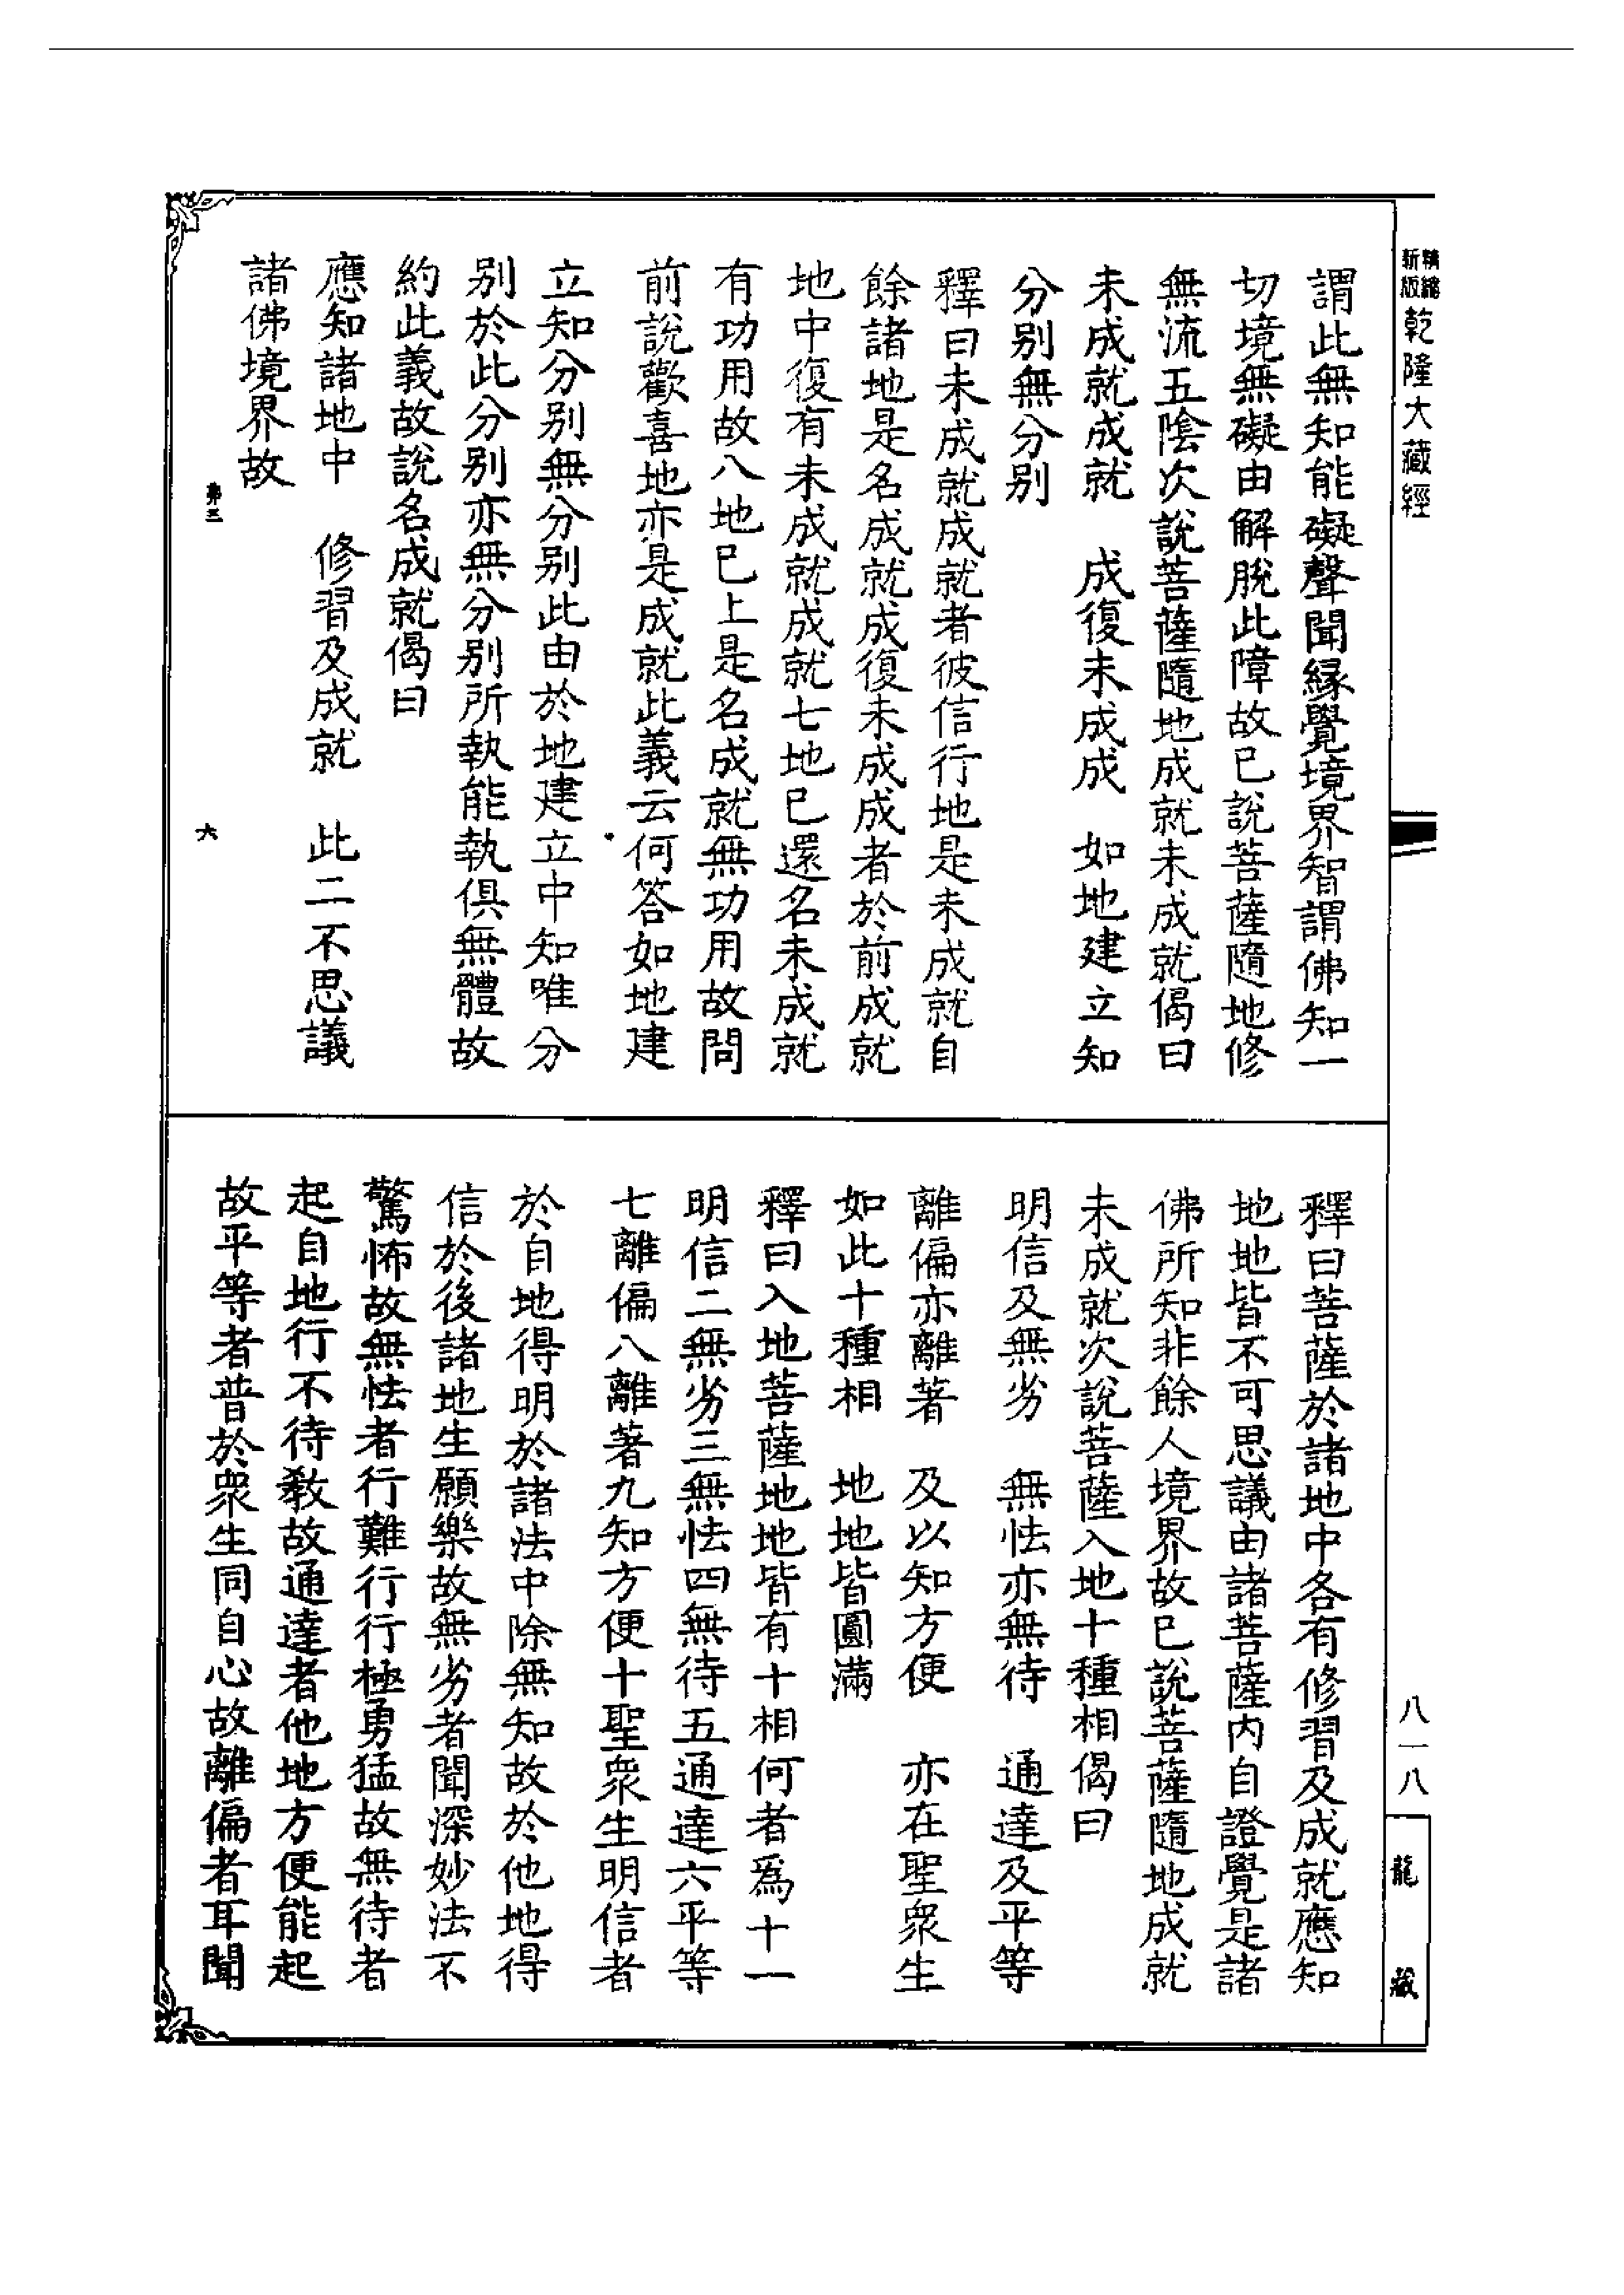 精縮新版乾隆大藏經
謂此無知能礙聲聞緣覺境界智謂佛知一
切境無礙由解脫此障故已說菩薩隨地修
無流五陰次說菩薩隨地成就未成就偈曰
未成就成就　成復未成成　如地建立知
分別無分別
釋曰未成就成就者彼信行地是未成就自
餘諸地是名成就成復未成成者於前成就
地中復有未成就成就七地已還名未成就
有功用故八地已上是名成就無功用故問
前說歡喜地亦是成就此義云何答如地建
立知分別無分別此由於地建立中知唯分
別於此分別亦無分別所執能執俱無體故
約此義故說名成就偈曰
應知諸地中　修習及成就　此二不思議
諸佛境界故
第三
六
釋曰菩薩於諸地中各有修習及成就應知
地地皆不可思議由諸菩薩內自證覺是諸
佛所知非餘人境界故已說菩薩隨地成就
未成就次說菩薩入地十種相偈曰
明信及無劣　無怯亦無待　通達及平等
離偏亦離著　及以知方便　亦在聖眾生
如此十種相　地地皆圓滿
釋曰入地菩薩地地皆有十相何者為十一
明信二無劣三無怯四無待五通達六平等
七離偏八離著九知方便十聖眾生明信者
於自地得明於諸法中除無知故於他地得
信於後諸地生願樂故無劣者聞深妙法不
驚怖故無怯者行難行行極勇猛故無待者
起自地行不待教故通達者他地方便能起
故平等者普於眾生同自心故離偏者耳聞
八一八
龍藏